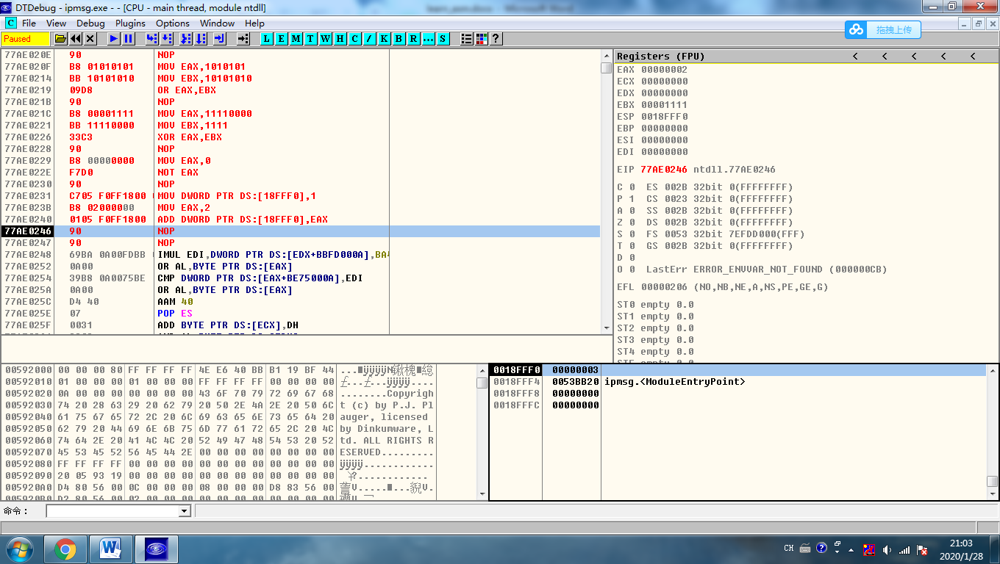 DTDebug - ipmsg.exe - - [CPU - main thread, module ntdll]
C File View Debug Plugins Options Window Help
拖拽上传
Paused L E M T W H C / K B R ... S ?
77AE020E 90 NOP
77AE020F B8 01010101 MOV EAX,1010101
77AE0214 BB 10101010 MOV EBX,10101010
77AE0219 09D8 OR EAX,EBX
77AE021B 90 NOP
77AE021C B8 00001111 MOV EAX,11110000
77AE0221 BB 11110000 MOV EBX,1111
77AE0226 33C3 XOR EAX,EBX
77AE0228 90 NOP
77AE0229 B8 00000000 MOV EAX,0
77AE022E F7D0 NOT EAX
77AE0230 90 NOP
77AE0231 C705 F0FF1800 MOV DWORD PTR DS:[18FFF0],1
77AE023B B8 02000000 MOV EAX,2
77AE0240 0105 F0FF1800 ADD DWORD PTR DS:[18FFF0],EAX
77AE0246 90 NOP
77AE0247 90 NOP
77AE0248 69BA 0A00FDBB IMUL EDI,DWORD PTR DS:[EDX+BBFD000A],BA
77AE0252 0A00 OR AL,BYTE PTR DS:[EAX]
77AE0254 39B8 0A0075BE CMP DWORD PTR DS:[EAX+BE75000A],EDI
77AE025A 0A00 OR AL,BYTE PTR DS:[EAX]
77AE025C D4 40 AAM 40
77AE025E 07 POP ES
77AE025F 0031 ADD BYTE PTR DS:[ECX],DH
Registers (FPU) < < < < <
EAX 00000002
ECX 00000000
EDX 00000000
EBX 00001111
ESP 0018FFF0
EBP 00000000
ESI 00000000
EDI 00000000
EIP 77AE0246 ntdll.77AE0246
C 0 ES 002B 32bit 0(FFFFFFFF)
P 1 CS 0023 32bit 0(FFFFFFFF)
A 0 SS 002B 32bit 0(FFFFFFFF)
Z 0 DS 002B 32bit 0(FFFFFFFF)
S 0 FS 0053 32bit 7EFDD000(FFF)
T 0 GS 002B 32bit 0(FFFFFFFF)
D 0
O 0 LastErr ERROR_ENVVAR_NOT_FOUND (000000CB)
EFL 00000206 (NO,NB,NE,A,NS,PE,GE,G)
ST0 empty 0.0
ST1 empty 0.0
ST2 empty 0.0
ST3 empty 0.0
ST4 empty 0.0
00592000 00 00 00 80 FF FF FF FF 4E E6 40 BB B1 19 BF 44
00592010 01 00 00 00 01 00 00 00 FF FF FF FF 00 00 00 00
00592020 0A 00 00 00 00 00 00 00 43 6F 70 79 72 69 67 68 ........Copyrigh
00592030 74 20 28 63 29 20 62 79 20 50 2E 4A 2E 20 50 6C t (c) by P.J. Pl
00592040 61 75 67 65 72 2C 20 6C 69 63 65 6E 73 65 64 20 auger, licensed
00592050 62 79 20 44 69 6E 6B 75 6D 77 61 72 65 2C 20 4C by Dinkumware, L
00592060 74 64 2E 20 41 4C 4C 20 52 49 47 48 54 53 20 52 td. ALL RIGHTS R
00592070 45 53 45 52 56 45 44 2E 00 00 00 00 00 00 00 00 ESERVED.........
00592080 FF FF FF FF 00 00 00 00 00 00 00 00 00 00 00 00 ÿÿÿÿ............
00592090 20 05 93 19 00 00 00 00 00 00 00 00 00 00 00 00
005920A0 D4 80 56 00 0C 00 00 00 08 00 00 00 D8 83 56 00
0018FFF0 00000003
0018FFF4 0053BB20 ipmsg.<ModuleEntryPoint>
0018FFF8 00000000
0018FFFC 00000000
命令：
CH
21:03
2020/1/28